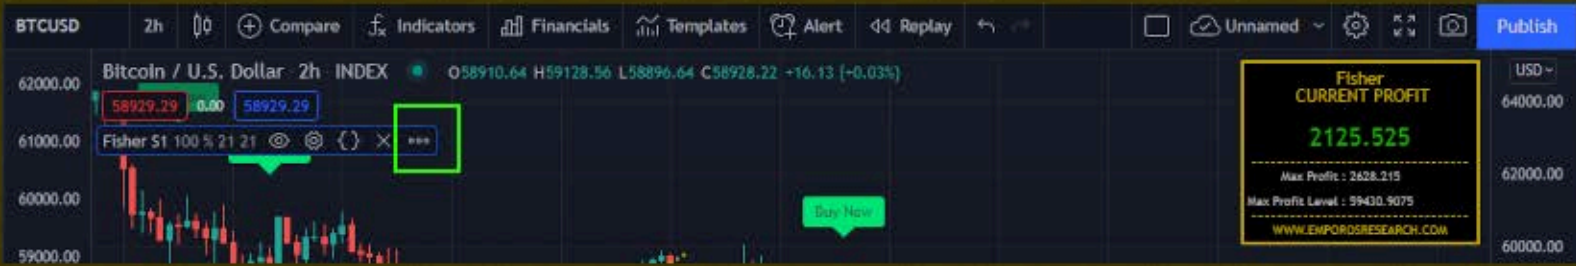 BTCUSD 2h Compare Indicators Financials Templates Alert Replay Unnamed Publish
Bitcoin / U.S. Dollar 2h INDEX O58910.64 H59128.56 L58896.64 C58928.22 +16.13 (+0.03%)
58929.29 0.00 58929.29
Fisher S1 100 % 21 21
62000.00
61000.00
60000.00
59000.00
Buy Now
Fisher
CURRENT PROFIT
2125.525
Max Profit : 2628.215
Max Profit Level : 59430.9075
WWW.EMPOROSRESEARCH.COM
USD
64000.00
62000.00
60000.00